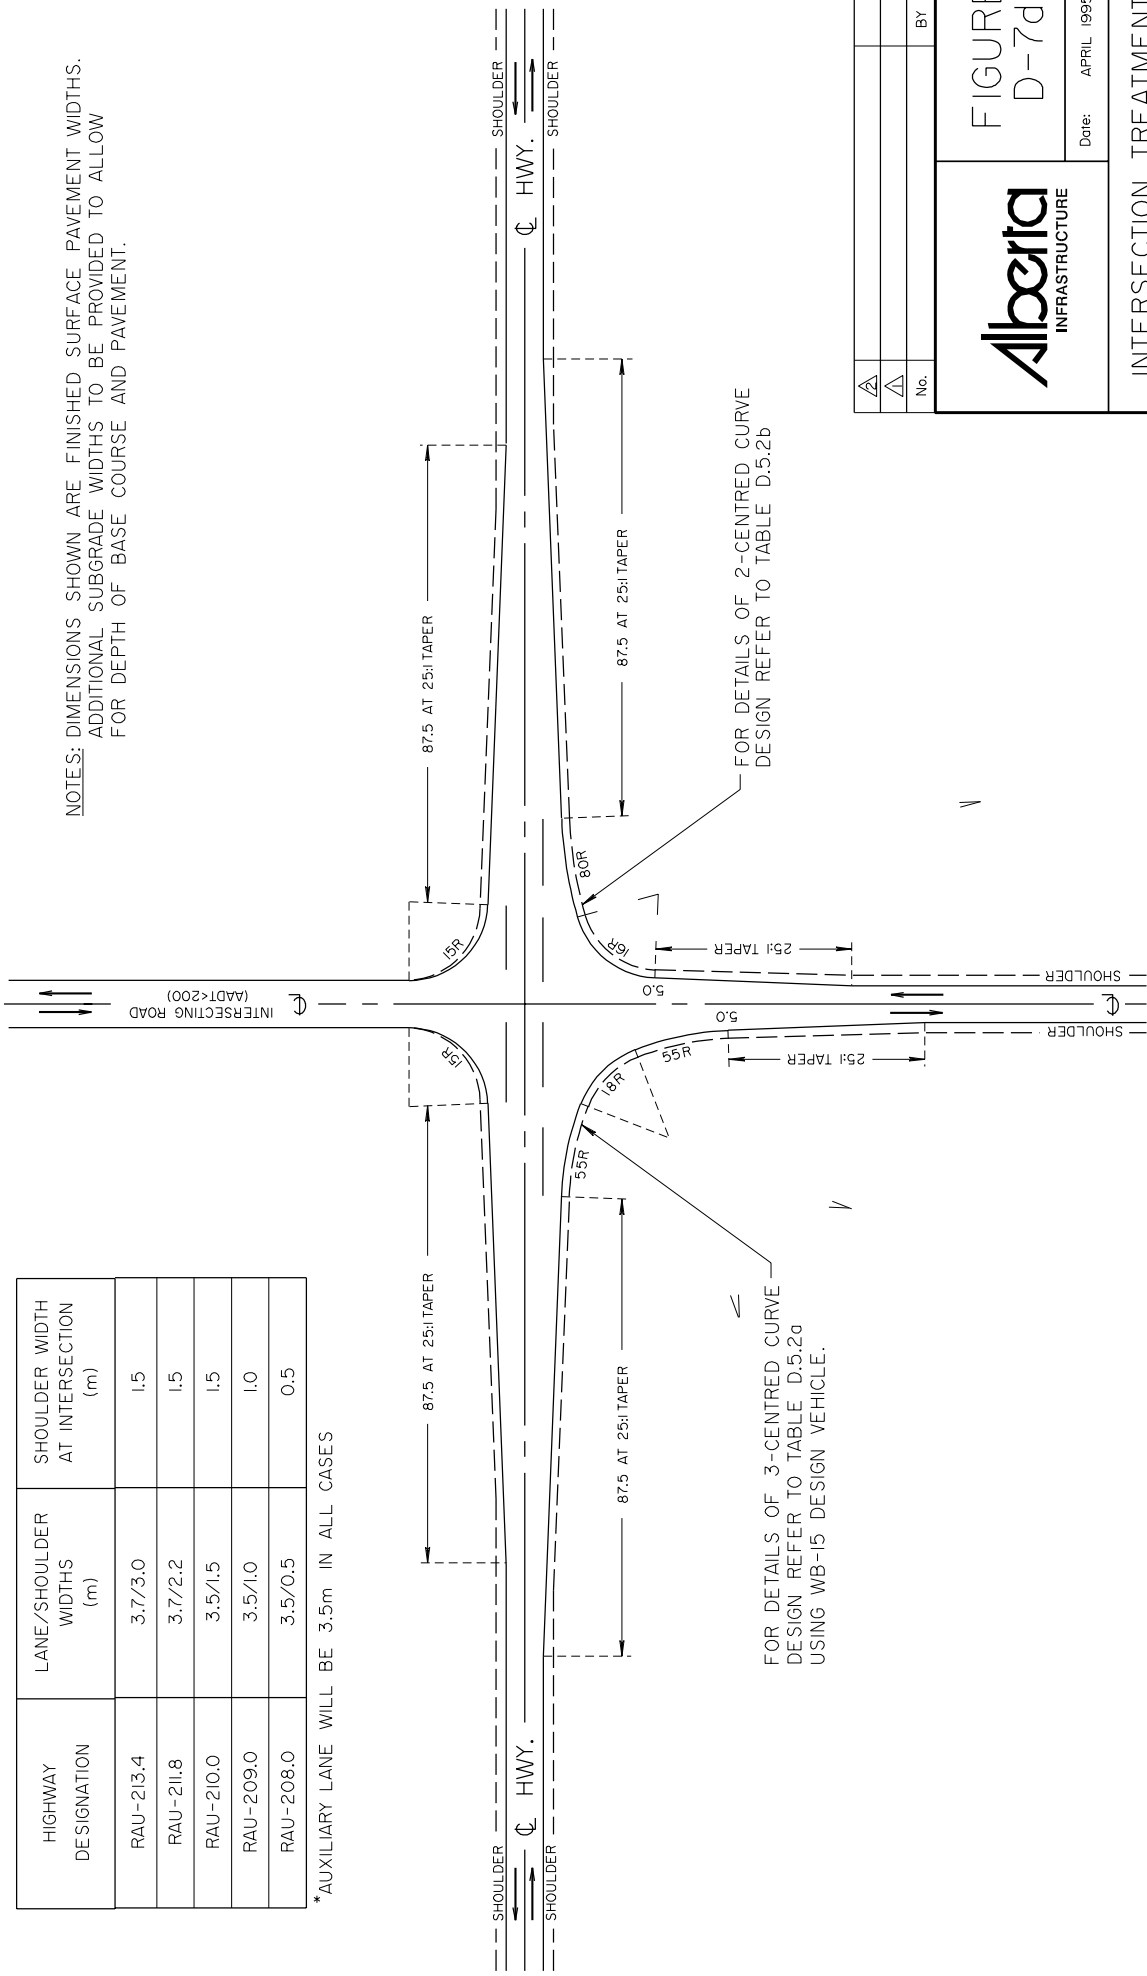 NOTES: DIMENSIONS SHOWN ARE FINISHED SURFACE PAVEMENT WIDTHS.
ADDITIONAL SUBGRADE WIDTHS TO BE PROVIDED TO ALLOW
FOR DEPTH OF BASE COURSE AND PAVEMENT.
HIGHWAY DESIGNATION
LANE/SHOULDER WIDTHS (m)
SHOULDER WIDTH AT INTERSECTION (m)
RAU-213.4 3.7/3.0 1.5
RAU-211.8 3.7/2.2 1.5
RAU-210.0 3.5/1.5 1.5
RAU-209.0 3.5/1.0 1.0
RAU-208.0 3.5/0.5 0.5
*AUXILIARY LANE WILL BE 3.5m IN ALL CASES
INTERSECTING ROAD
(AADT<200)
℄
15R
15R
87.5 AT 25:1 TAPER
87.5 AT 25:1 TAPER
SHOULDER
℄ HWY.
SHOULDER
SHOULDER
℄ HWY.
SHOULDER
87.5 AT 25:1 TAPER
87.5 AT 25:1 TAPER
55R
18R
55R
80R
16R
5.0
5.0
25:1 TAPER
25:1 TAPER
SHOULDER
SHOULDER
℄
FOR DETAILS OF 3-CENTRED CURVE
DESIGN REFER TO TABLE D.5.2a
USING WB-15 DESIGN VEHICLE.
FOR DETAILS OF 2-CENTRED CURVE
DESIGN REFER TO TABLE D.5.2b
2
1
No.
BY
Alberta
INFRASTRUCTURE
FIGURE
D-7d
Date: APRIL 1995
INTERSECTION TREATMENT